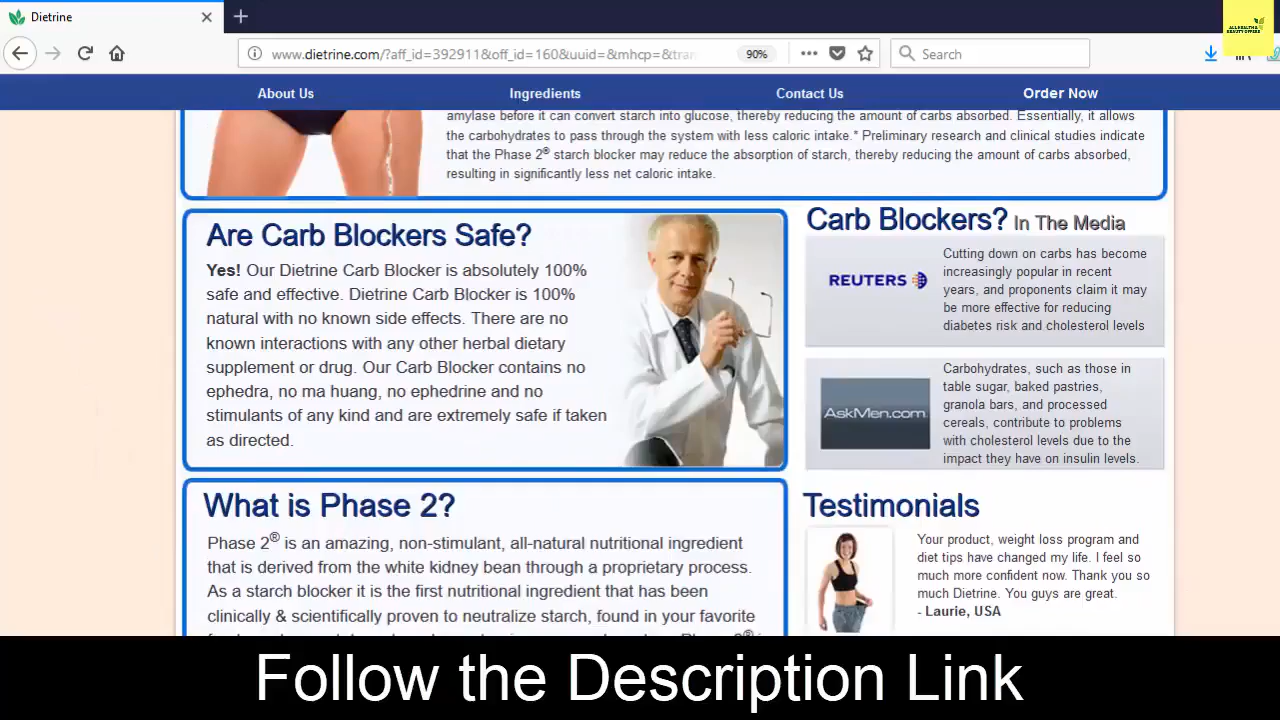 Dietrine
www.dietrine.com/?aff_id=392911&off_id=160&uuid=&mhcp=&tran
90%
Search
ALL HEALTH &
BEAUTY OFFERS
About Us
Ingredients
Contact Us
Order Now
amylase before it can convert starch into glucose, thereby reducing the amount of carbs absorbed. Essentially, it allows
the carbohydrates to pass through the system with less caloric intake.* Preliminary research and clinical studies indicate
that the Phase 2® starch blocker may reduce the absorption of starch, thereby reducing the amount of carbs absorbed,
resulting in significantly less net caloric intake.
Are Carb Blockers Safe?
Yes! Our Dietrine Carb Blocker is absolutely 100%
safe and effective. Dietrine Carb Blocker is 100%
natural with no known side effects. There are no
known interactions with any other herbal dietary
supplement or drug. Our Carb Blocker contains no
ephedra, no ma huang, no ephedrine and no
stimulants of any kind and are extremely safe if taken
as directed.
Carb Blockers? In The Media
REUTERS
Cutting down on carbs has become
increasingly popular in recent
years, and proponents claim it may
be more effective for reducing
diabetes risk and cholesterol levels
AskMen.com
Carbohydrates, such as those in
table sugar, baked pastries,
granola bars, and processed
cereals, contribute to problems
with cholesterol levels due to the
impact they have on insulin levels.
What is Phase 2?
Phase 2® is an amazing, non-stimulant, all-natural nutritional ingredient
that is derived from the white kidney bean through a proprietary process.
As a starch blocker it is the first nutritional ingredient that has been
clinically & scientifically proven to neutralize starch, found in your favorite
Testimonials
Your product, weight loss program and
diet tips have changed my life. I feel so
much more confident now. Thank you so
much Dietrine. You guys are great.
- Laurie, USA
Follow the Description Link